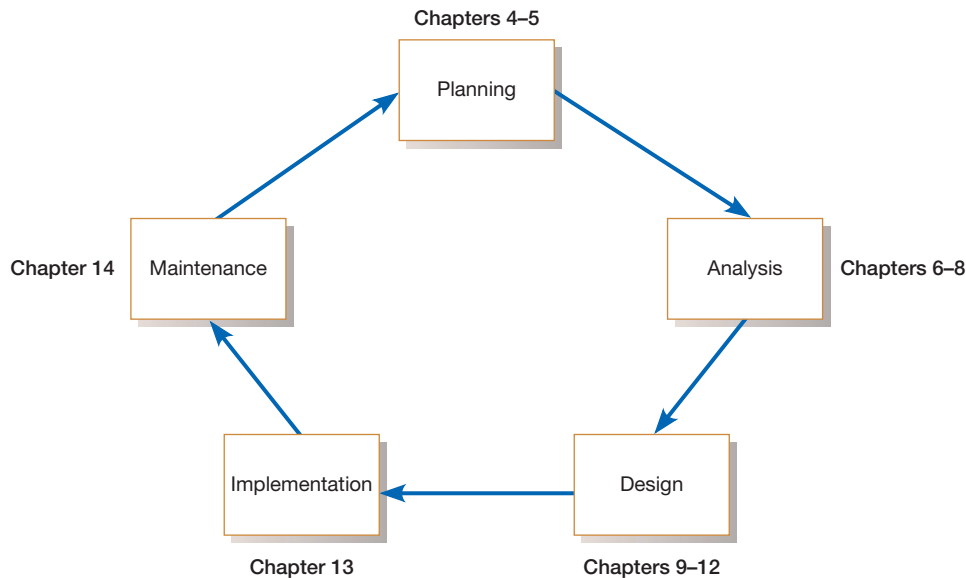 Chapters 4–5
Planning
Chapter 14
Maintenance
Analysis
Chapters 6–8
Implementation
Design
Chapter 13
Chapters 9–12